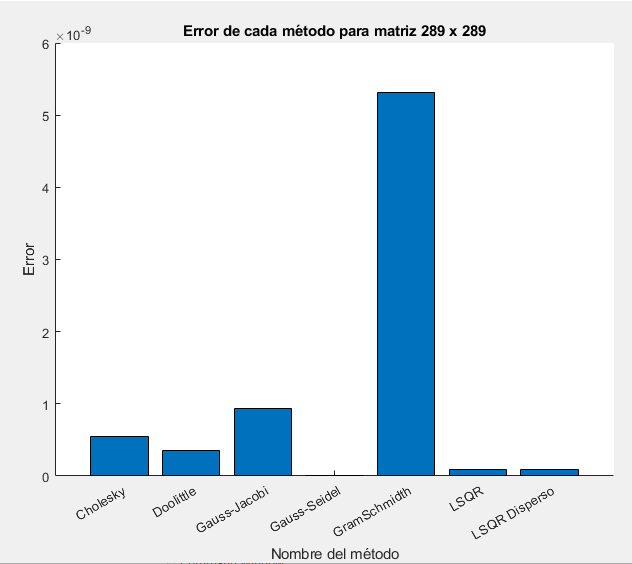 Error de cada método para matriz 289 x 289
×10-9
6
5
4
3
2
1
0
Error
Cholesky
Doolittle
Gauss-Jacobi
Gauss-Seidel
GramSchmidth
LSQR
LSQR Disperso
Nombre del método